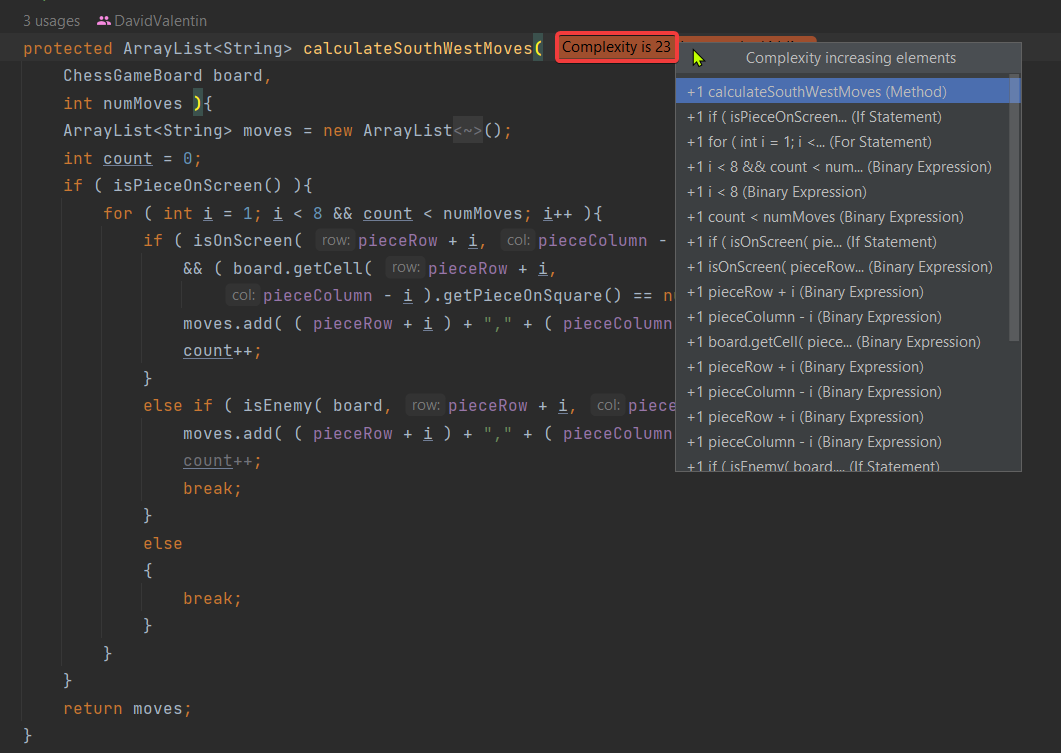 3 usages DavidValentin
protected ArrayList<String> calculateSouthWestMoves( Complexity is 23
ChessGameBoard board,
int numMoves ){
ArrayList<String> moves = new ArrayList<~>();
int count = 0;
if ( isPieceOnScreen() ){
for ( int i = 1; i < 8 && count < numMoves; i++ ){
if ( isOnScreen( row: pieceRow + i, col: pieceColumn -
&& ( board.getCell( row: pieceRow + i,
col: pieceColumn - i ).getPieceOnSquare() ==
moves.add( ( pieceRow + i ) + "," + ( pieceColumn
count++;
}
else if ( isEnemy( board, row: pieceRow + i, col:
moves.add( ( pieceRow + i ) + "," + ( pieceColumn
count++;
break;
}
else
{
break;
}
}
}
return moves;
}
Complexity increasing elements
+1 calculateSouthWestMoves (Method)
+1 if ( isPieceOnScreen... (If Statement)
+1 for ( int i = 1; i <... (For Statement)
+1 i < 8 && count < num... (Binary Expression)
+1 i < 8 (Binary Expression)
+1 count < numMoves (Binary Expression)
+1 if ( isOnScreen( pie... (If Statement)
+1 isOnScreen( pieceRow... (Binary Expression)
+1 pieceRow + i (Binary Expression)
+1 pieceColumn - i (Binary Expression)
+1 board.getCell( piece... (Binary Expression)
+1 pieceRow + i (Binary Expression)
+1 pieceColumn - i (Binary Expression)
+1 pieceRow + i (Binary Expression)
+1 pieceColumn - i (Binary Expression)
+1 if ( isEnemy( board,... (If Statement)